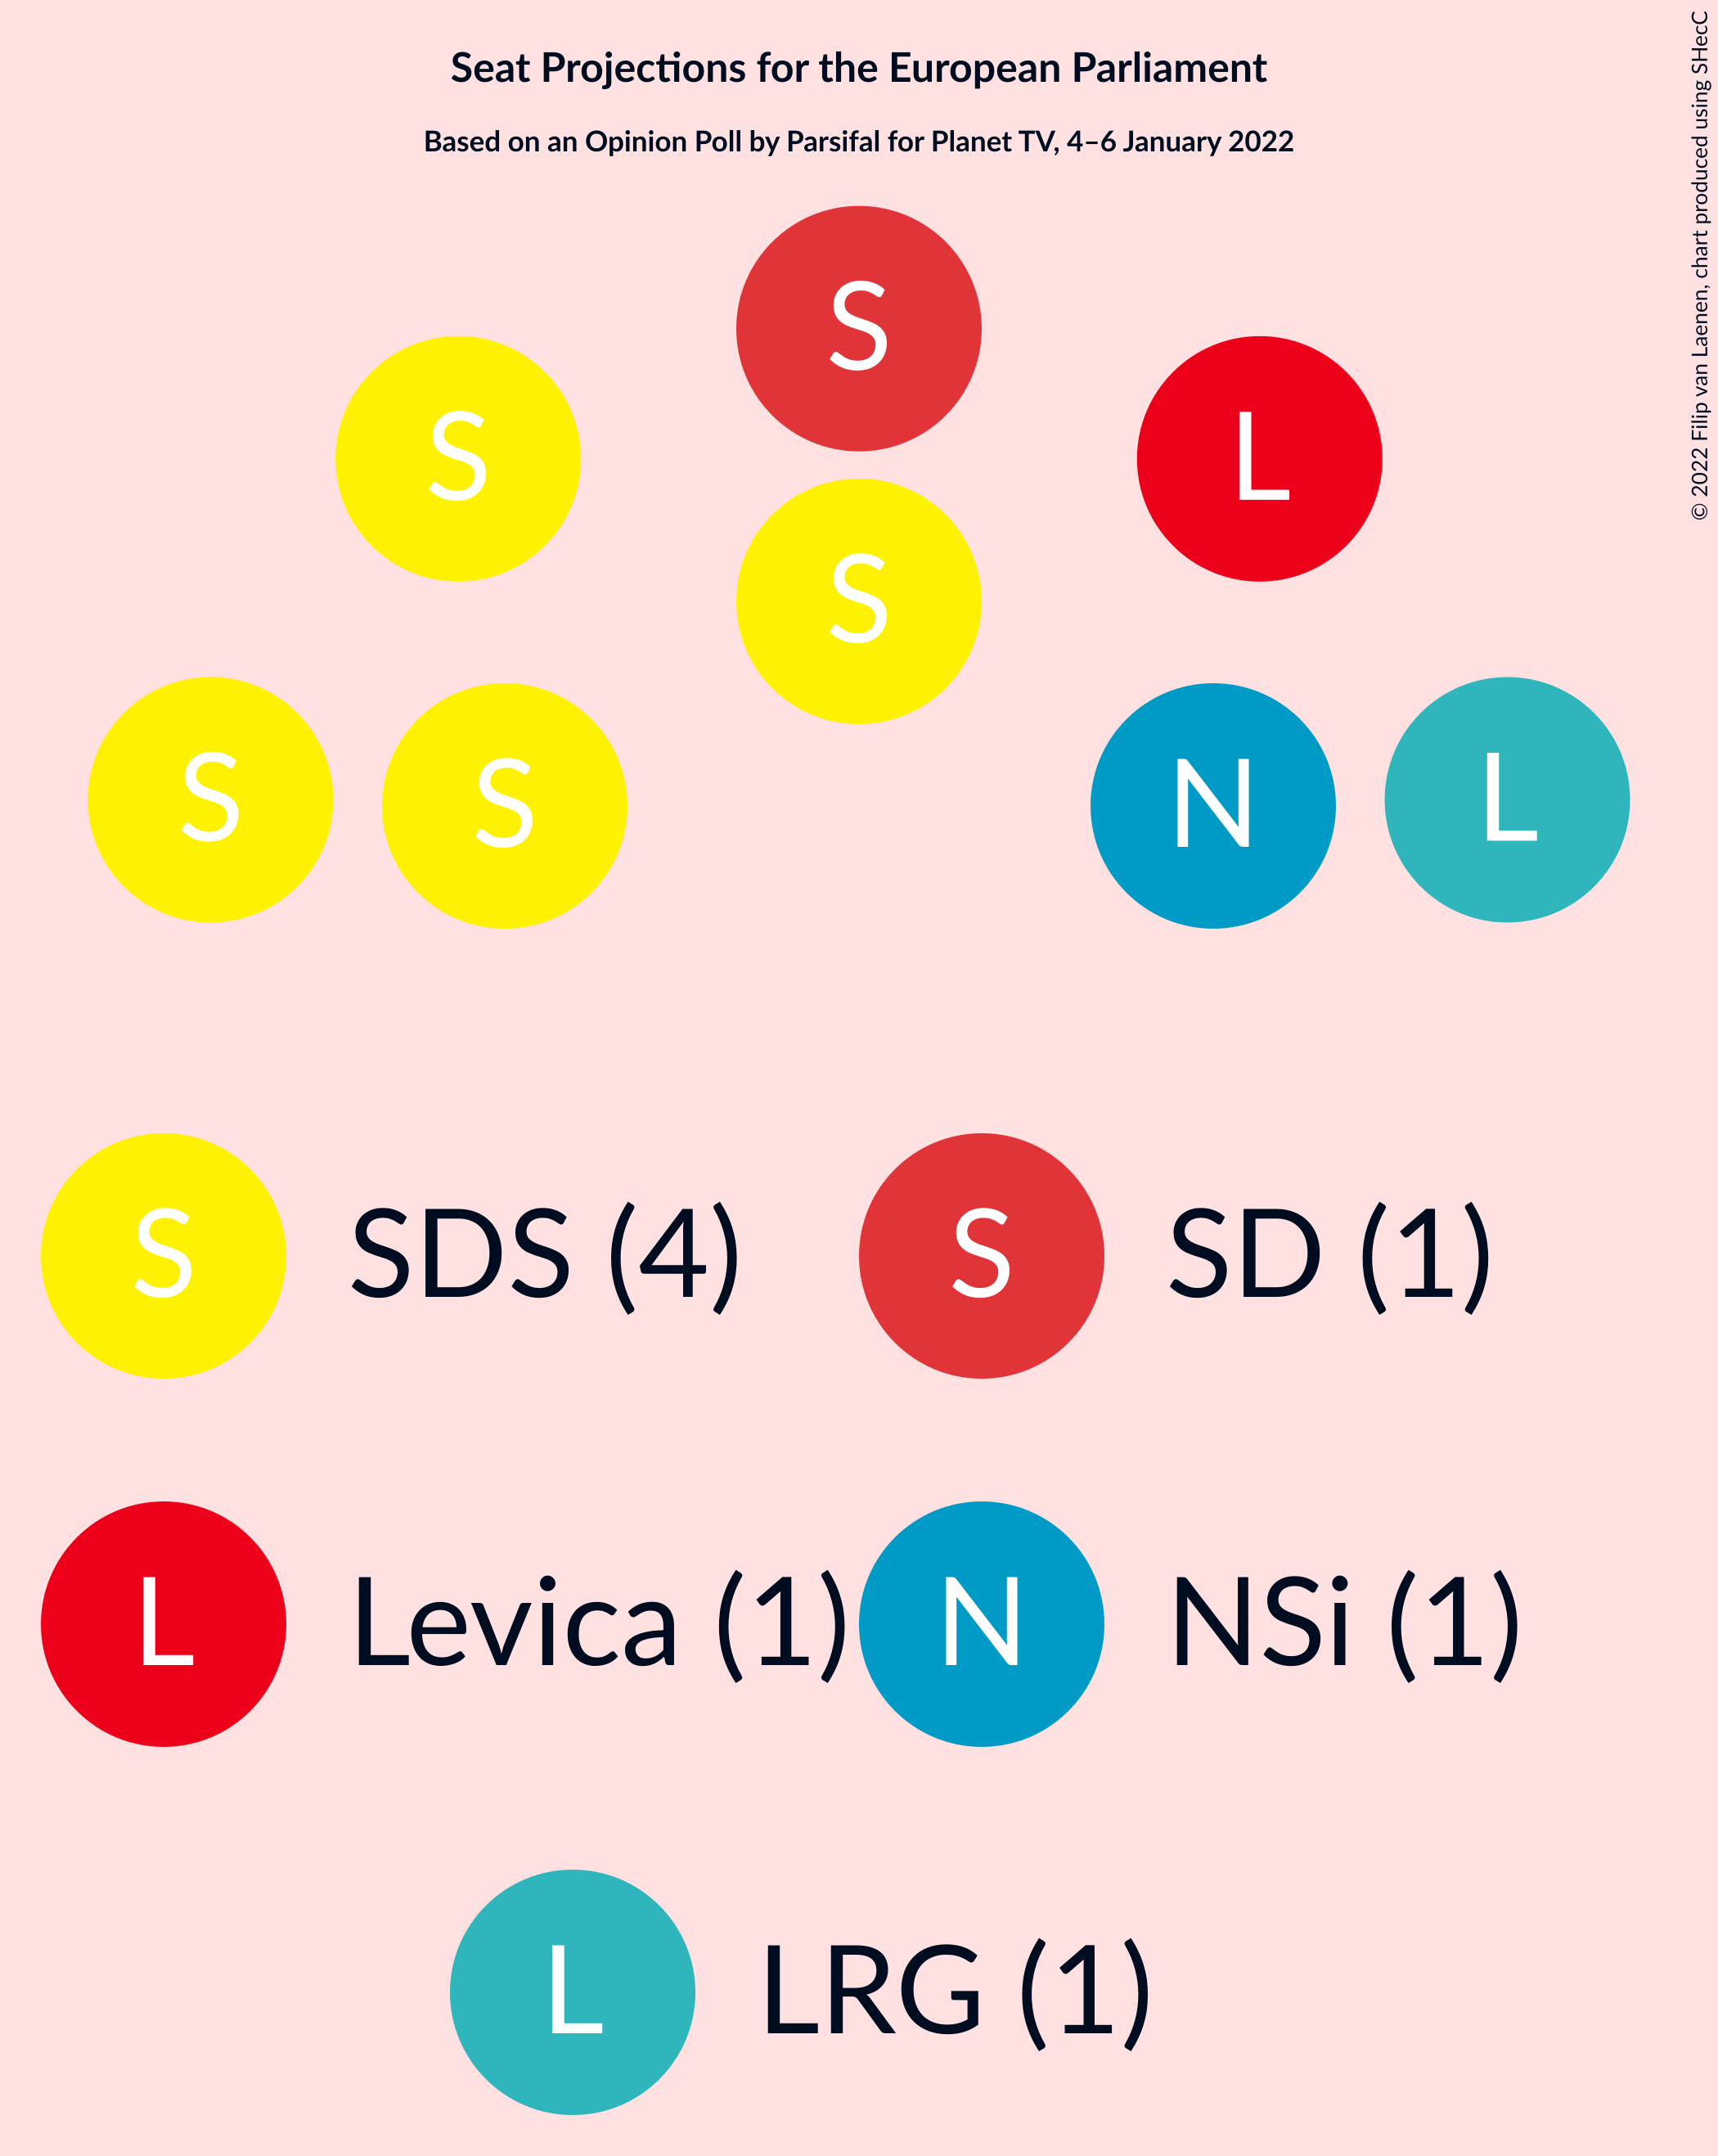 Seat Projections for the European Parliament
Based on an Opinion Poll by Parsifal for Planet TV, 4–6 January 2022
© 2022 Filip van Laenen, chart produced using SHecC
S
S
L
S
S
S
N
L
S SDS (4)
S SD (1)
L Levica (1)
N NSi (1)
L LRG (1)